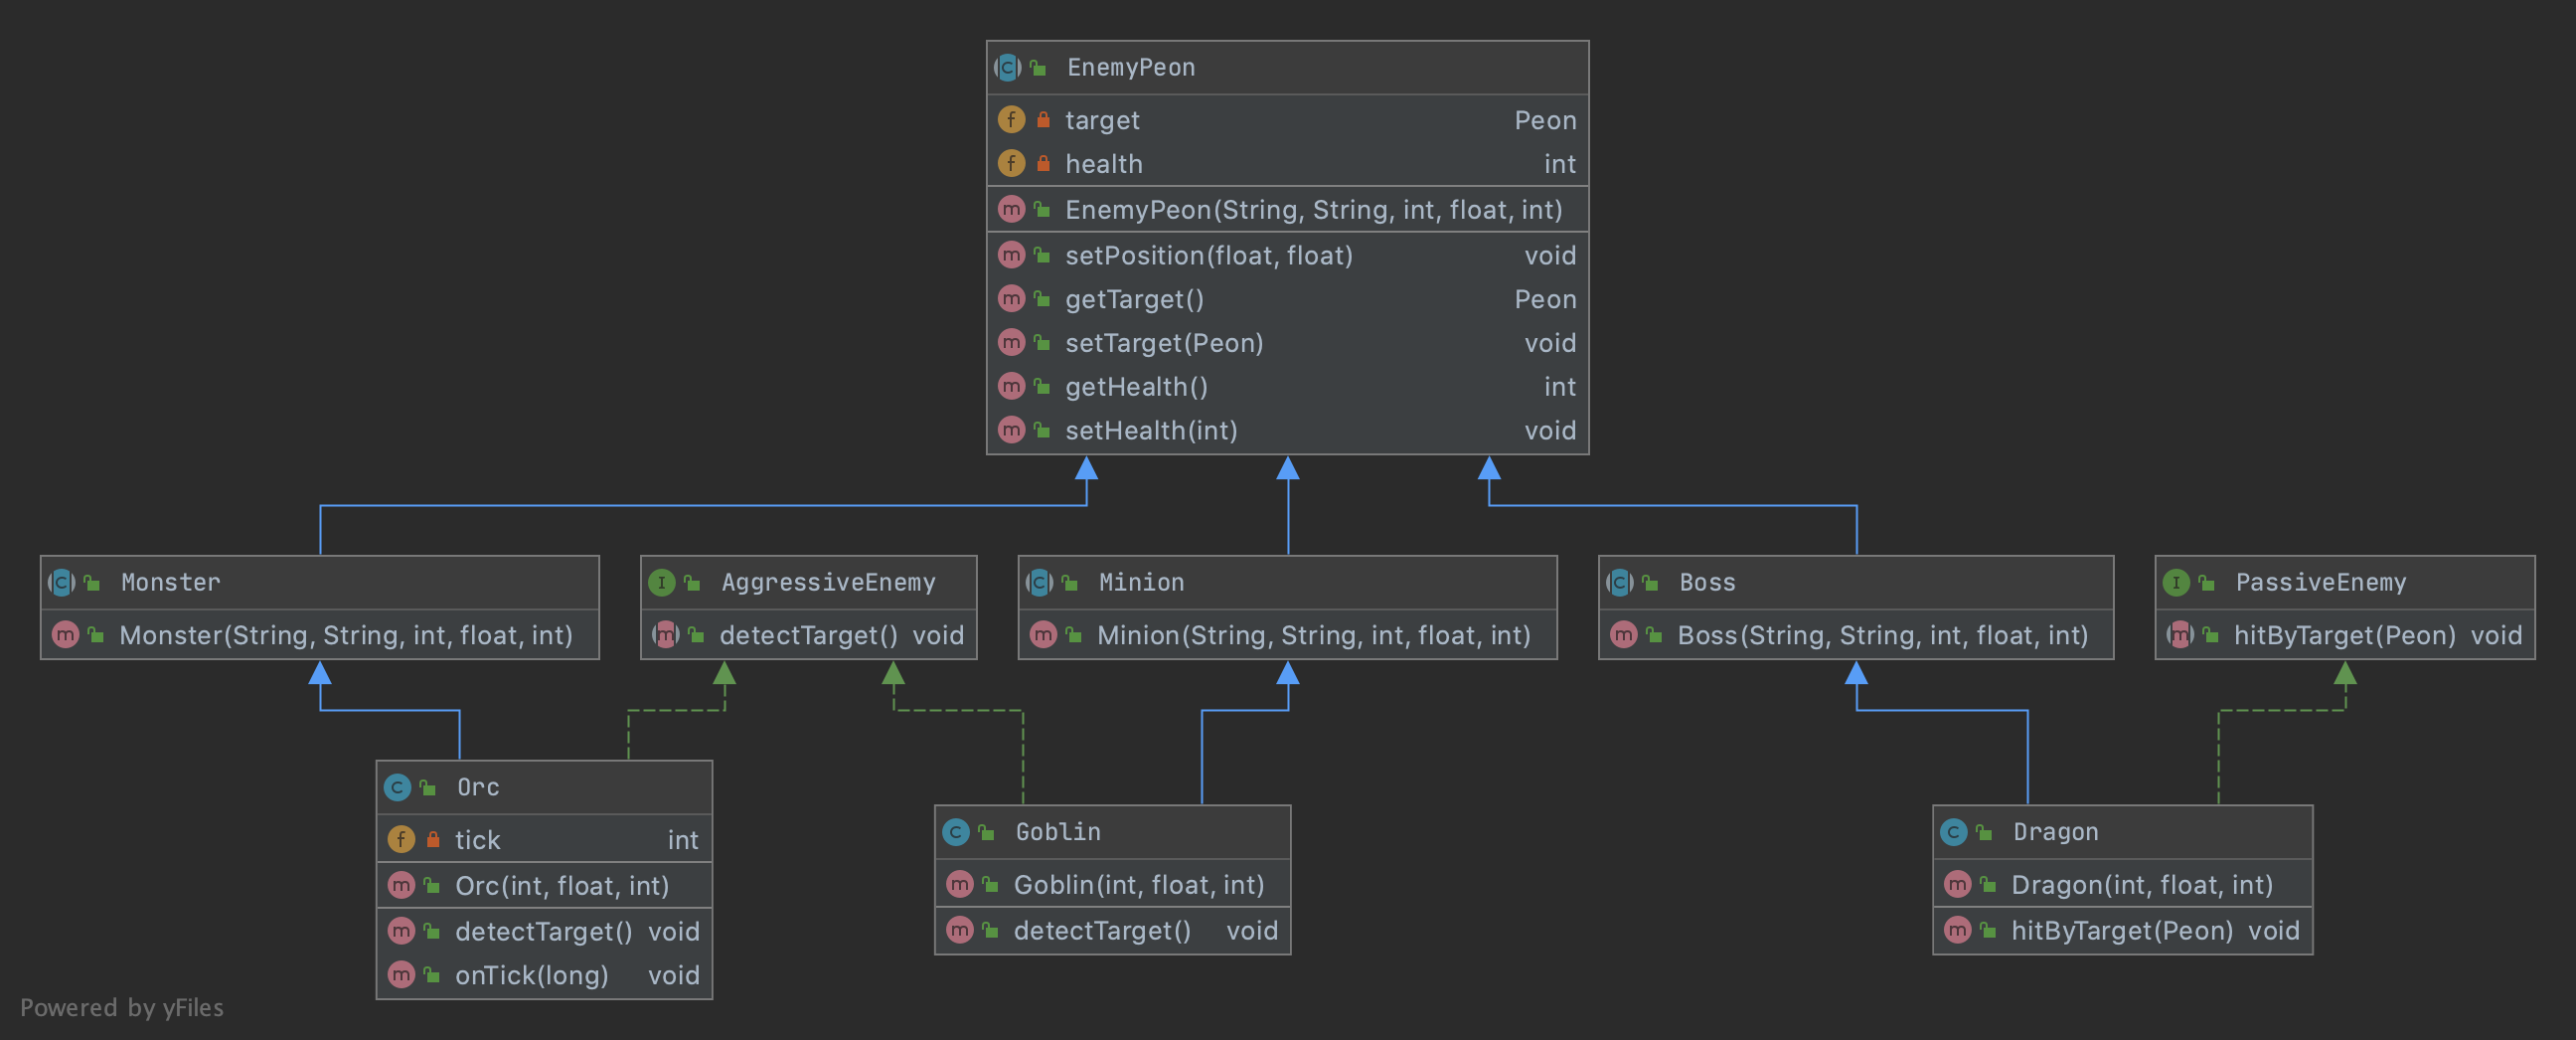 EnemyPeon
target Peon
health int
EnemyPeon(String, String, int, float, int)
setPosition(float, float) void
getTarget() Peon
setTarget(Peon) void
getHealth() int
setHealth(int) void
Monster
Monster(String, String, int, float, int)
AggressiveEnemy
detectTarget() void
Minion
Minion(String, String, int, float, int)
Boss
Boss(String, String, int, float, int)
PassiveEnemy
hitByTarget(Peon) void
Orc
tick int
Orc(int, float, int)
detectTarget() void
onTick(long) void
Goblin
Goblin(int, float, int)
detectTarget() void
Dragon
Dragon(int, float, int)
hitByTarget(Peon) void
Powered by yFiles